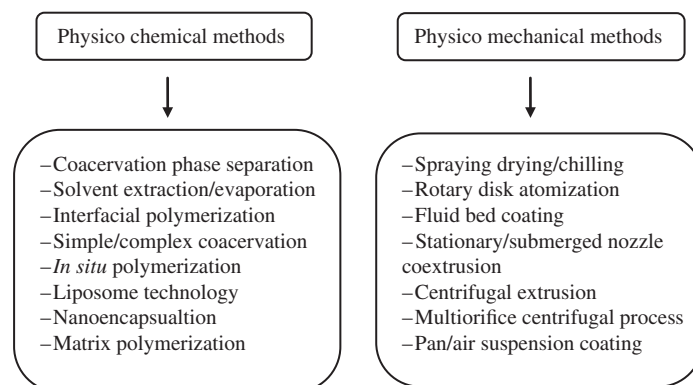 Physico chemical methods
–Coacervation phase separation
–Solvent extraction/evaporation
–Interfacial polymerization
–Simple/complex coacervation
–In situ polymerization
–Liposome technology
–Nanoencapsualtion
–Matrix polymerization
Physico mechanical methods
–Spraying drying/chilling
–Rotary disk atomization
–Fluid bed coating
–Stationary/submerged nozzle
coextrusion
–Centrifugal extrusion
–Multiorifice centrifugal process
–Pan/air suspension coating